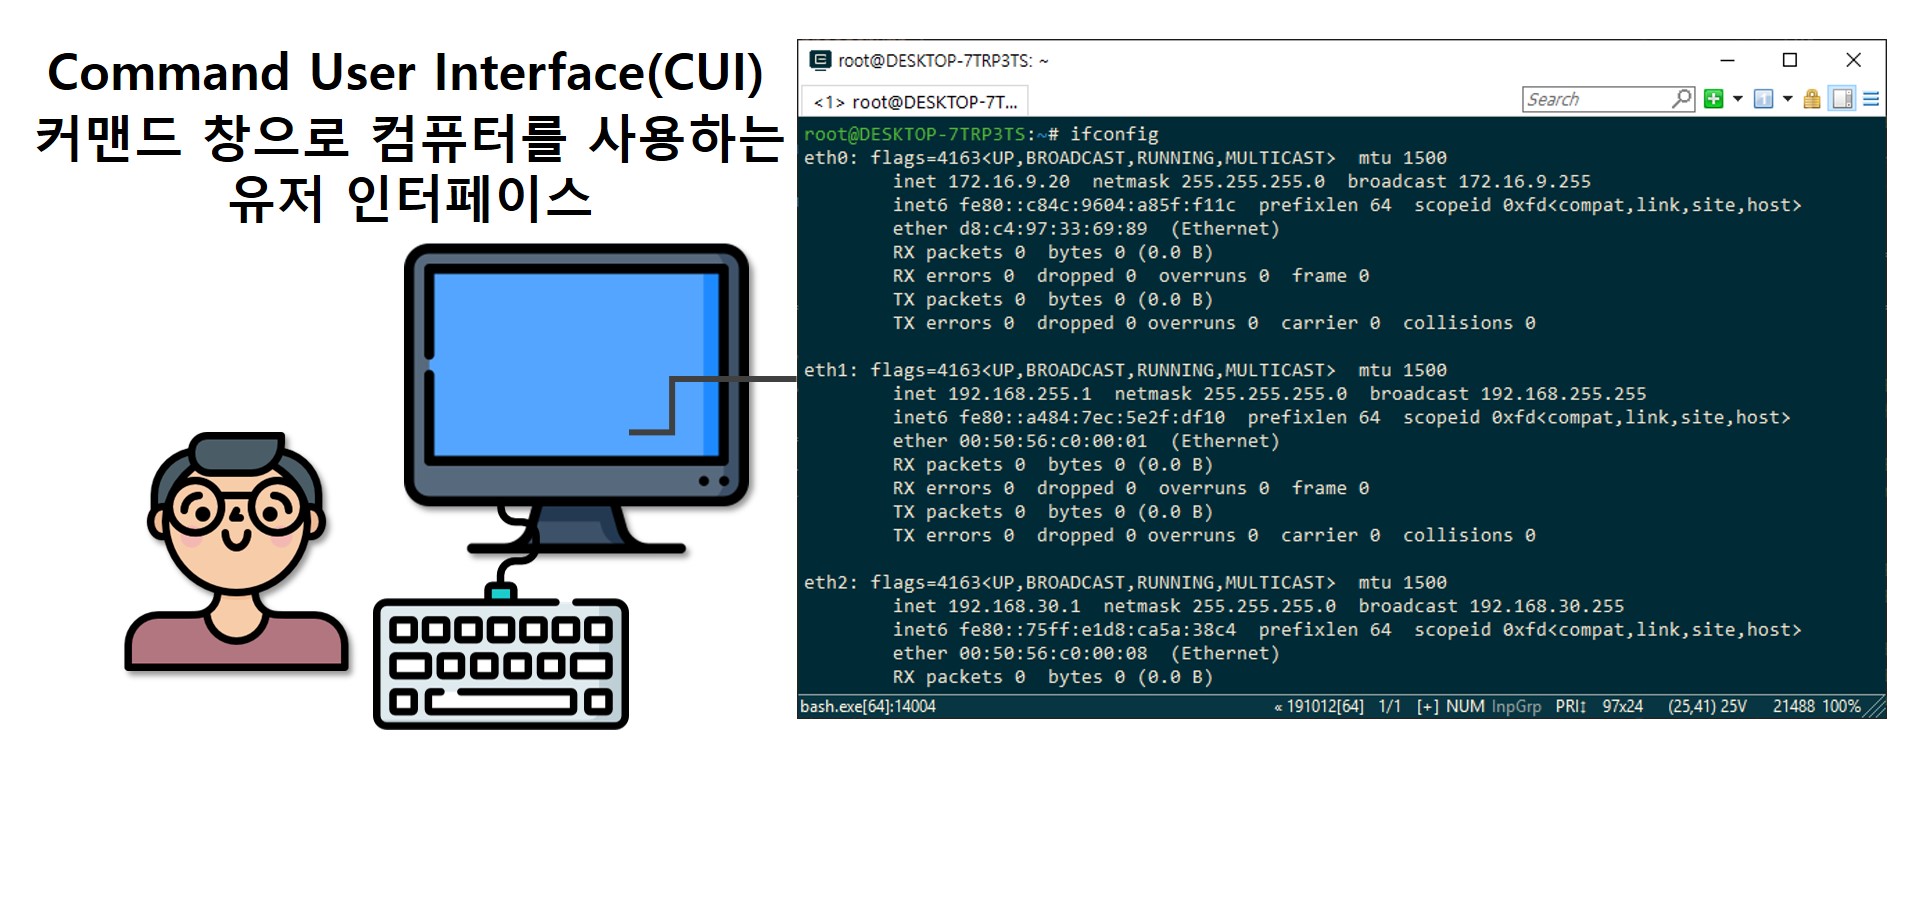 Command User Interface(CUI)
커맨드 창으로 컴퓨터를 사용하는
유저 인터페이스
root@DESKTOP-7TRP3TS: ~
<1> root@DESKTOP-7T...
Search
root@DESKTOP-7TRP3TS:~# ifconfig
eth0: flags=4163<UP,BROADCAST,RUNNING,MULTICAST>  mtu 1500
inet 172.16.9.20  netmask 255.255.255.0  broadcast 172.16.9.255
inet6 fe80::c84c:9604:a85f:f11c  prefixlen 64  scopeid 0xfd<compat,link,site,host>
ether d8:c4:97:33:69:89  (Ethernet)
RX packets 0  bytes 0 (0.0 B)
RX errors 0  dropped 0  overruns 0  frame 0
TX packets 0  bytes 0 (0.0 B)
TX errors 0  dropped 0 overruns 0  carrier 0  collisions 0
eth1: flags=4163<UP,BROADCAST,RUNNING,MULTICAST>  mtu 1500
inet 192.168.255.1  netmask 255.255.255.0  broadcast 192.168.255.255
inet6 fe80::a484:7ec:5e2f:df10  prefixlen 64  scopeid 0xfd<compat,link,site,host>
ether 00:50:56:c0:00:01  (Ethernet)
RX packets 0  bytes 0 (0.0 B)
RX errors 0  dropped 0  overruns 0  frame 0
TX packets 0  bytes 0 (0.0 B)
TX errors 0  dropped 0 overruns 0  carrier 0  collisions 0
eth2: flags=4163<UP,BROADCAST,RUNNING,MULTICAST>  mtu 1500
inet 192.168.30.1  netmask 255.255.255.0  broadcast 192.168.30.255
inet6 fe80::75ff:e1d8:ca5a:38c4  prefixlen 64  scopeid 0xfd<compat,link,site,host>
ether 00:50:56:c0:00:08  (Ethernet)
RX packets 0  bytes 0 (0.0 B)
bash.exe[64]:14004 « 191012[64] 1/1 [+] NUM InpGrp PRI↕ 97x24 (25,41) 25V 21488 100%